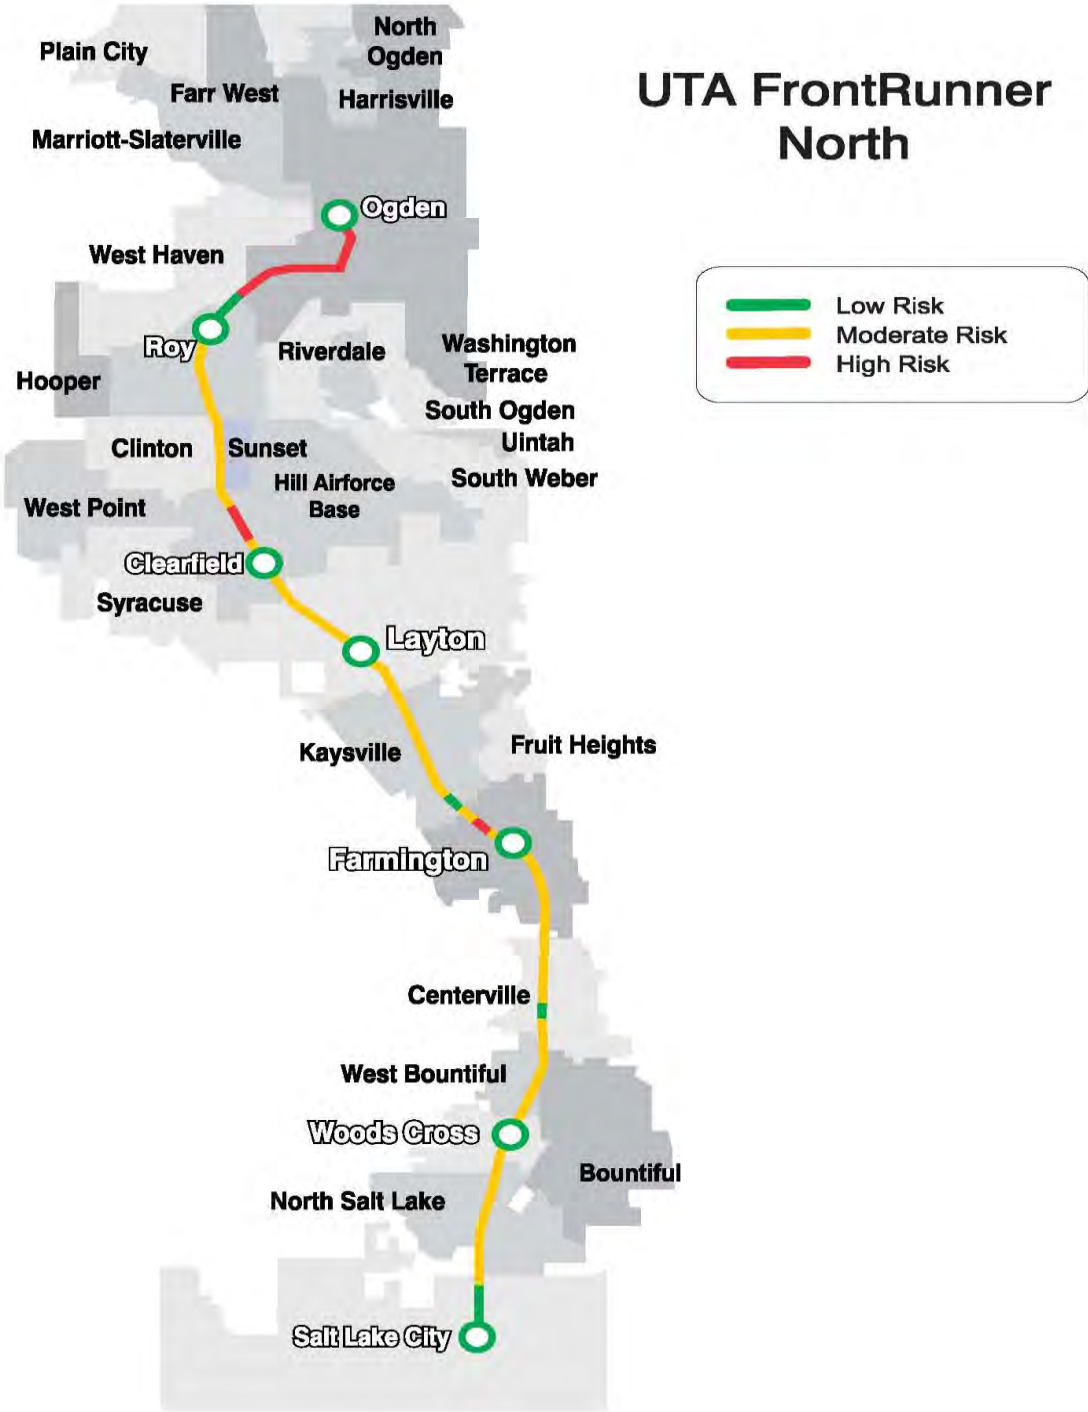 UTA FrontRunner
North
Low Risk
Moderate Risk
High Risk
North
Ogden
Plain City
Farr West
Harrisville
Marriott-Slaterville
Ogden
West Haven
Roy
Riverdale
Washington
Terrace
Hooper
South Ogden
Uintah
Clinton
Sunset
South Weber
Hill Airforce
Base
West Point
Clearfield
Syracuse
Layton
Kaysville
Fruit Heights
Farmington
Centerville
West Bountiful
Woods Cross
Bountiful
North Salt Lake
Salt Lake City